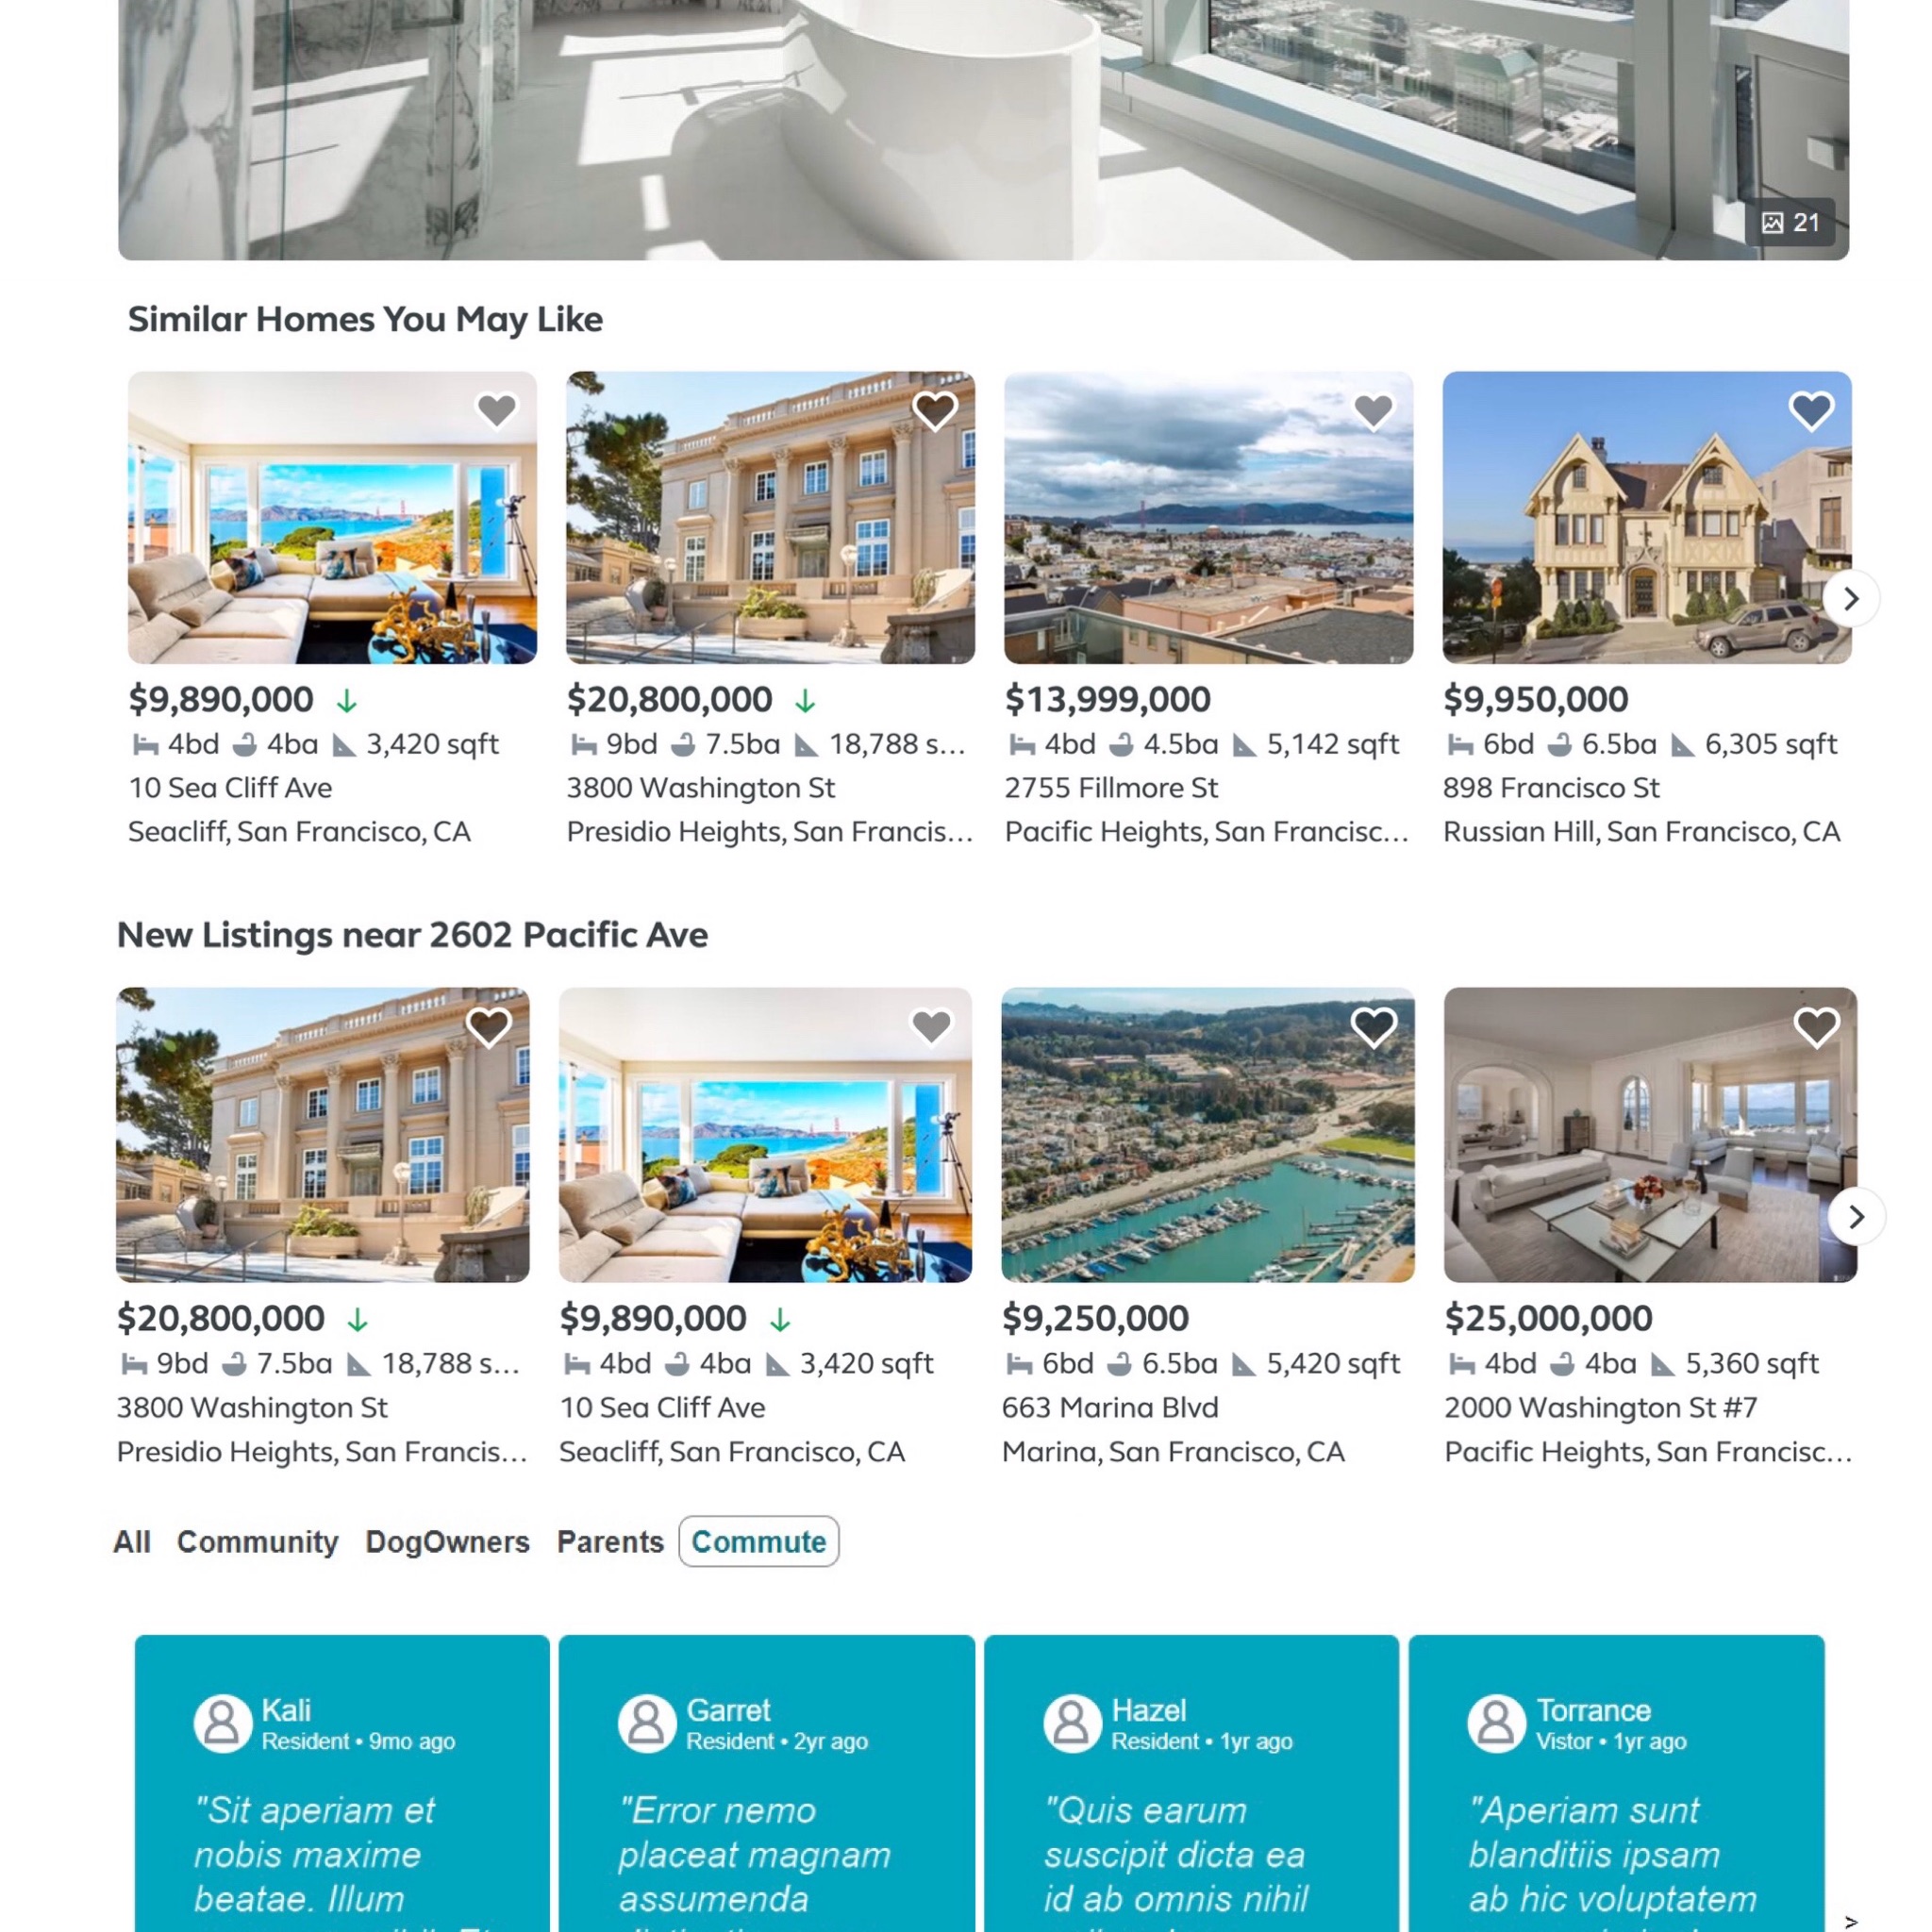 21
Similar Homes You May Like
$9,890,000
4bd 4ba 3,420 sqft
10 Sea Cliff Ave
Seacliff, San Francisco, CA
$20,800,000
9bd 7.5ba 18,788 s...
3800 Washington St
Presidio Heights, San Francis...
$13,999,000
4bd 4.5ba 5,142 sqft
2755 Fillmore St
Pacific Heights, San Francisc...
$9,950,000
6bd 6.5ba 6,305 sqft
898 Francisco St
Russian Hill, San Francisco, CA
New Listings near 2602 Pacific Ave
$20,800,000
9bd 7.5ba 18,788 s...
3800 Washington St
Presidio Heights, San Francis...
$9,890,000
4bd 4ba 3,420 sqft
10 Sea Cliff Ave
Seacliff, San Francisco, CA
$9,250,000
6bd 6.5ba 5,420 sqft
663 Marina Blvd
Marina, San Francisco, CA
$25,000,000
4bd 4ba 5,360 sqft
2000 Washington St #7
Pacific Heights, San Francisc...
All Community DogOwners Parents Commute
Kali
Resident • 9mo ago
"Sit aperiam et
nobis maxime
beatae. Illum
Garret
Resident • 2yr ago
"Error nemo
placeat magnam
assumenda
Hazel
Resident • 1yr ago
"Quis earum
suscipit dicta ea
id ab omnis nihil
Torrance
Vistor • 1yr ago
"Aperiam sunt
blanditiis ipsam
ab hic voluptatem
>